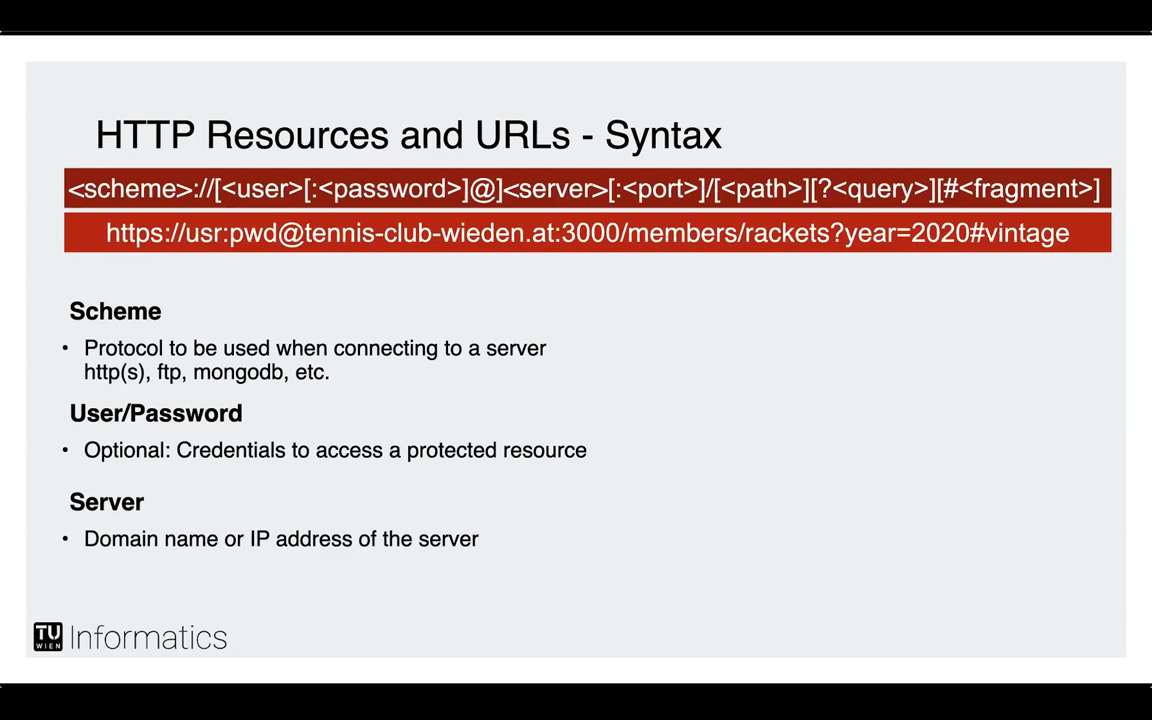 HTTP Resources and URLs - Syntax
<scheme>://[<user>[:<password>]@]<server>[:<port>]/[<path>][?<query>][#<fragment>]
https://usr:pwd@tennis-club-wieden.at:3000/members/rackets?year=2020#vintage
Scheme
• Protocol to be used when connecting to a server
http(s), ftp, mongodb, etc.
User/Password
• Optional: Credentials to access a protected resource
Server
• Domain name or IP address of the server
TU
WIEN
Informatics